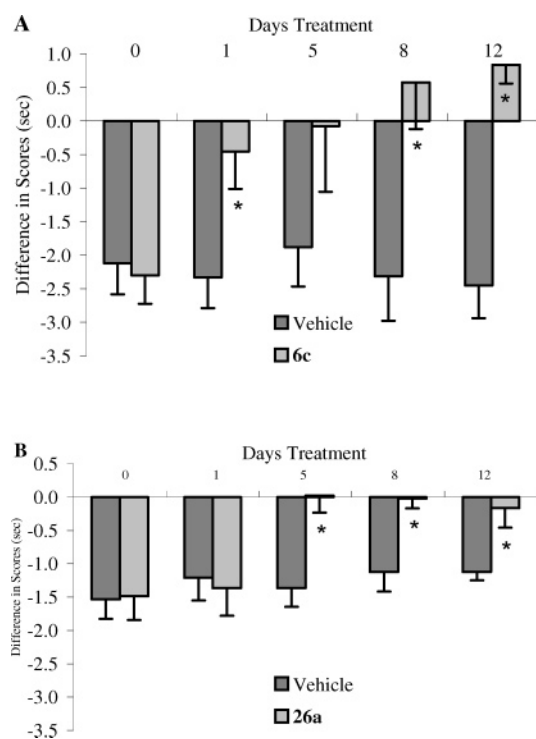 A
Days Treatment
0 1 5 8 12
1.0
0.5
0.0
-0.5
-1.0
-1.5
-2.0
-2.5
-3.0
-3.5
Difference in Scores (sec)
*
*
*
Vehicle
6c
B
Days Treatment
0 1 5 8 12
0.5
0.0
-0.5
-1.0
-1.5
-2.0
-2.5
-3.0
-3.5
Difference in Scores (sec)
* * *
Vehicle
26a